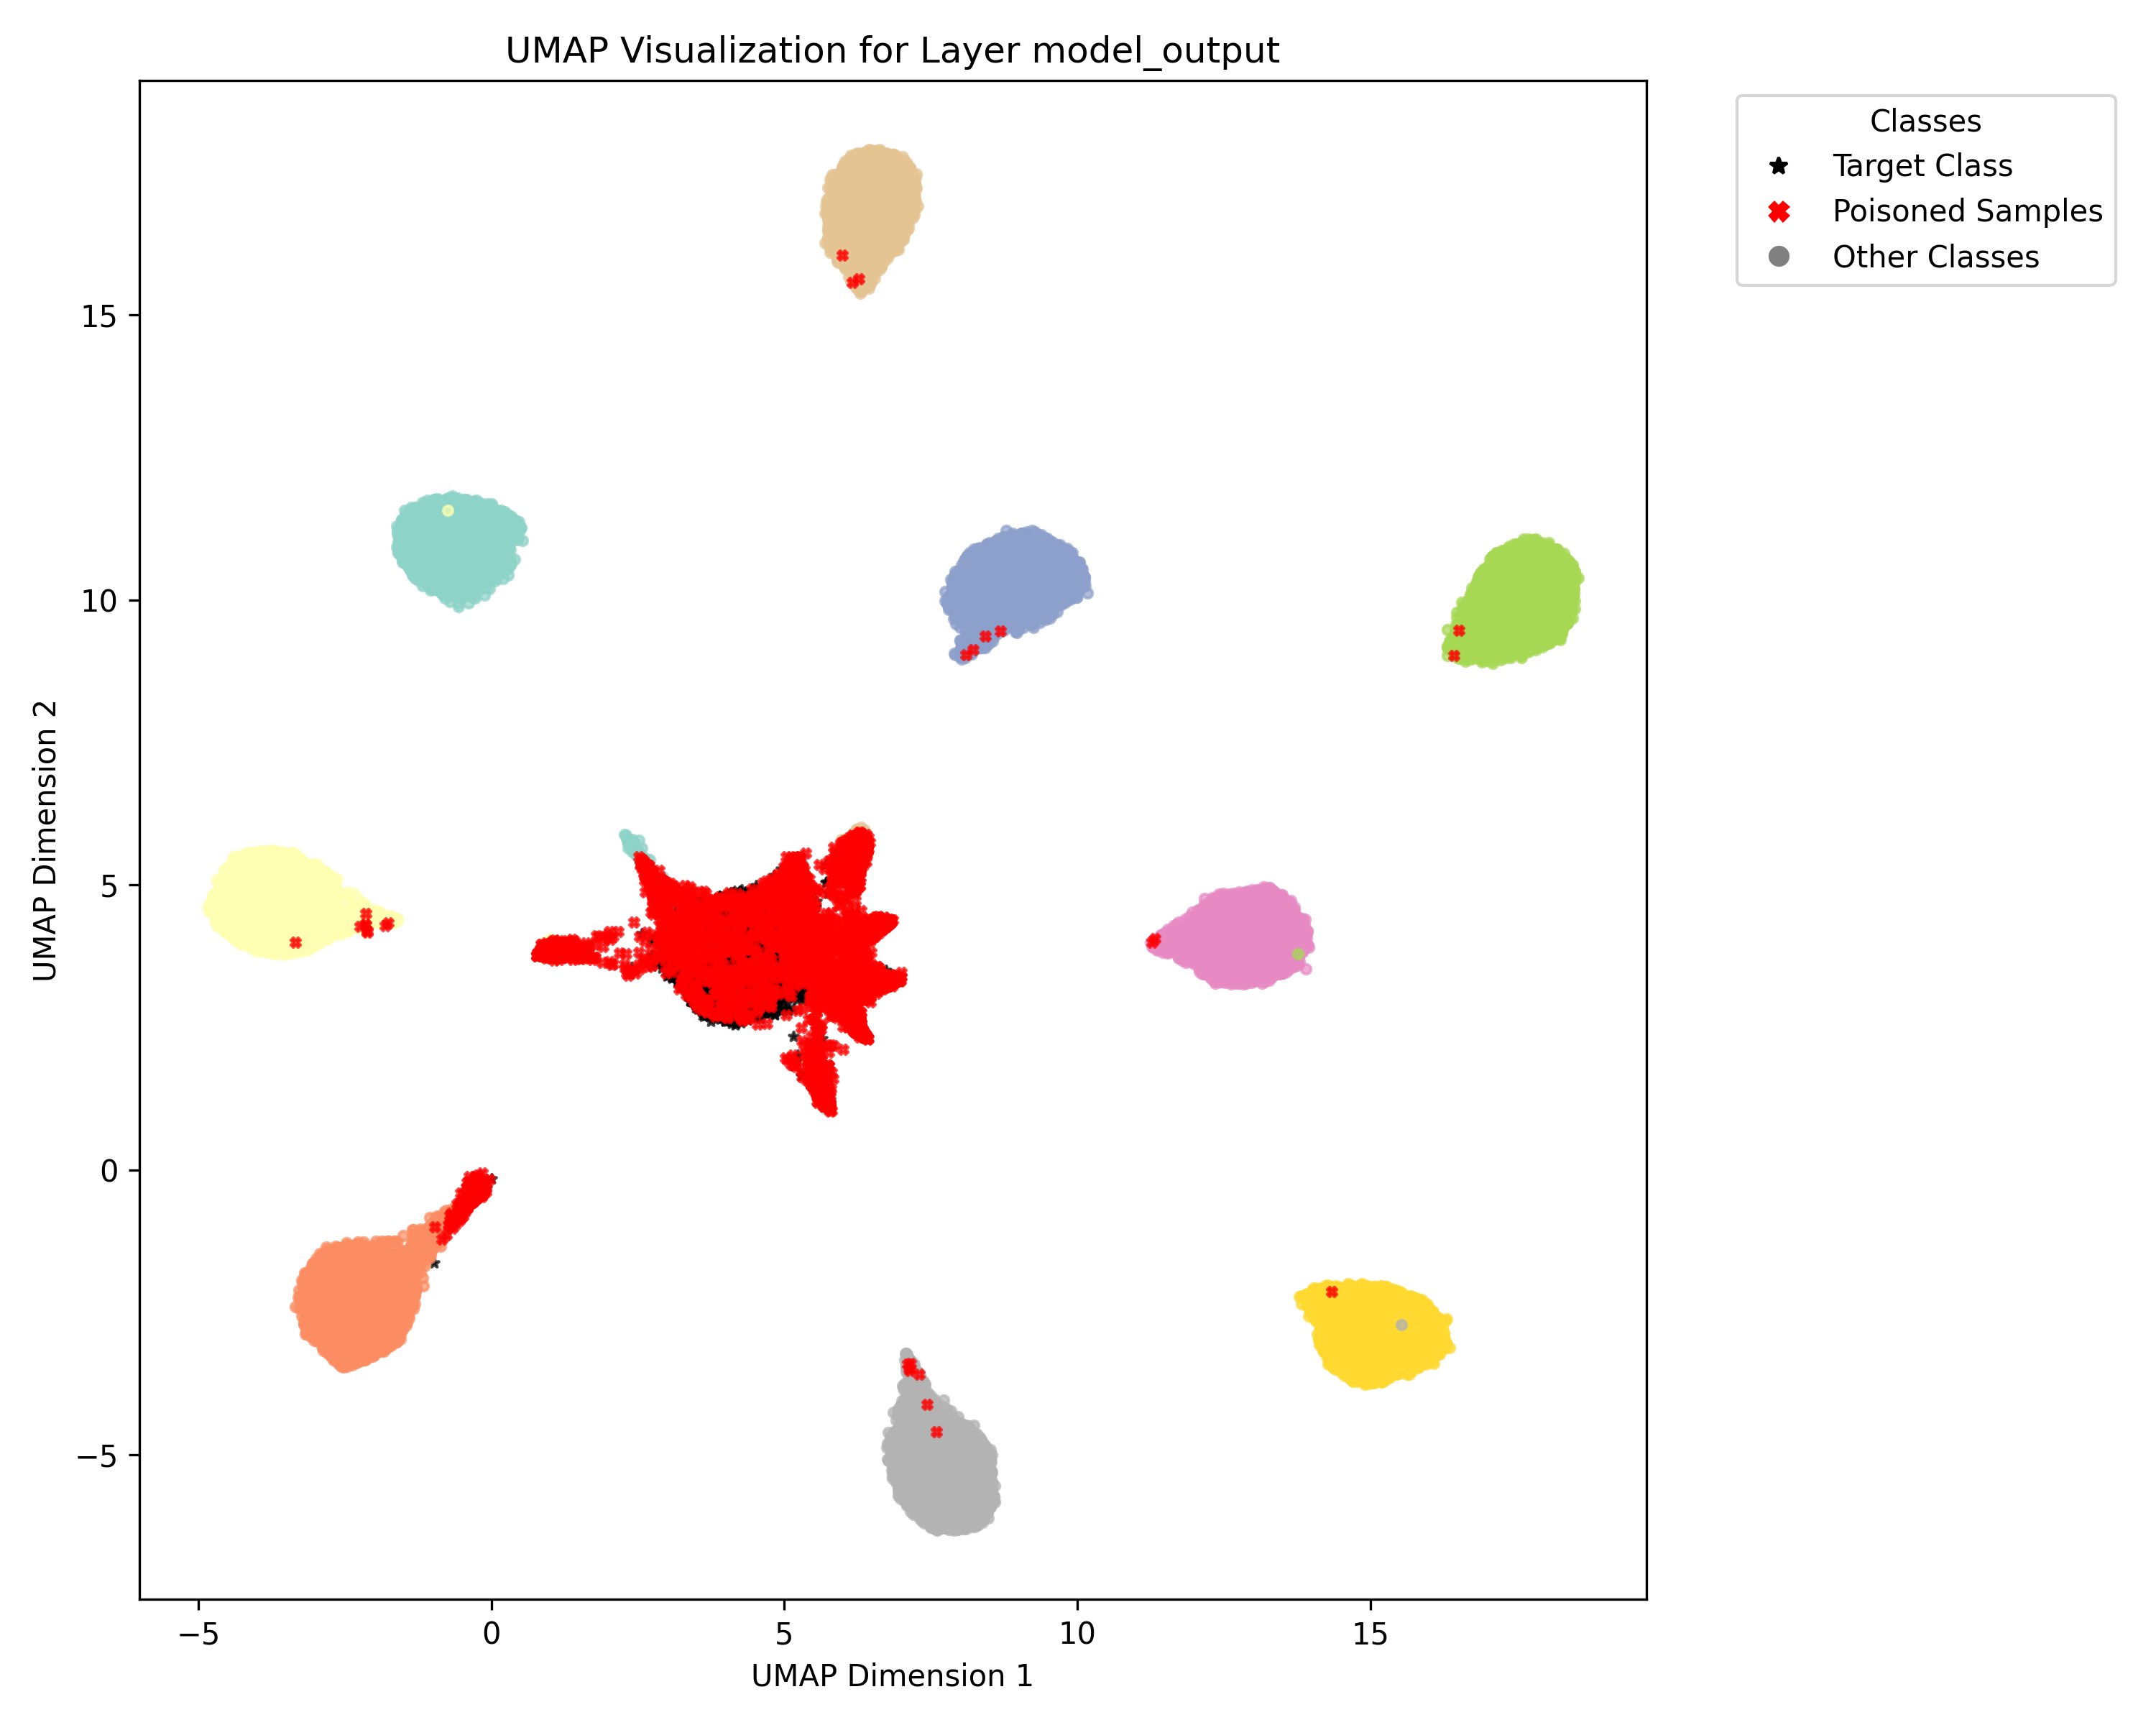 UMAP Visualization for Layer model_output
Classes
Target Class
Poisoned Samples
Other Classes
15
10
5
0
−5
UMAP Dimension 2
−5
0
5
10
15
UMAP Dimension 1